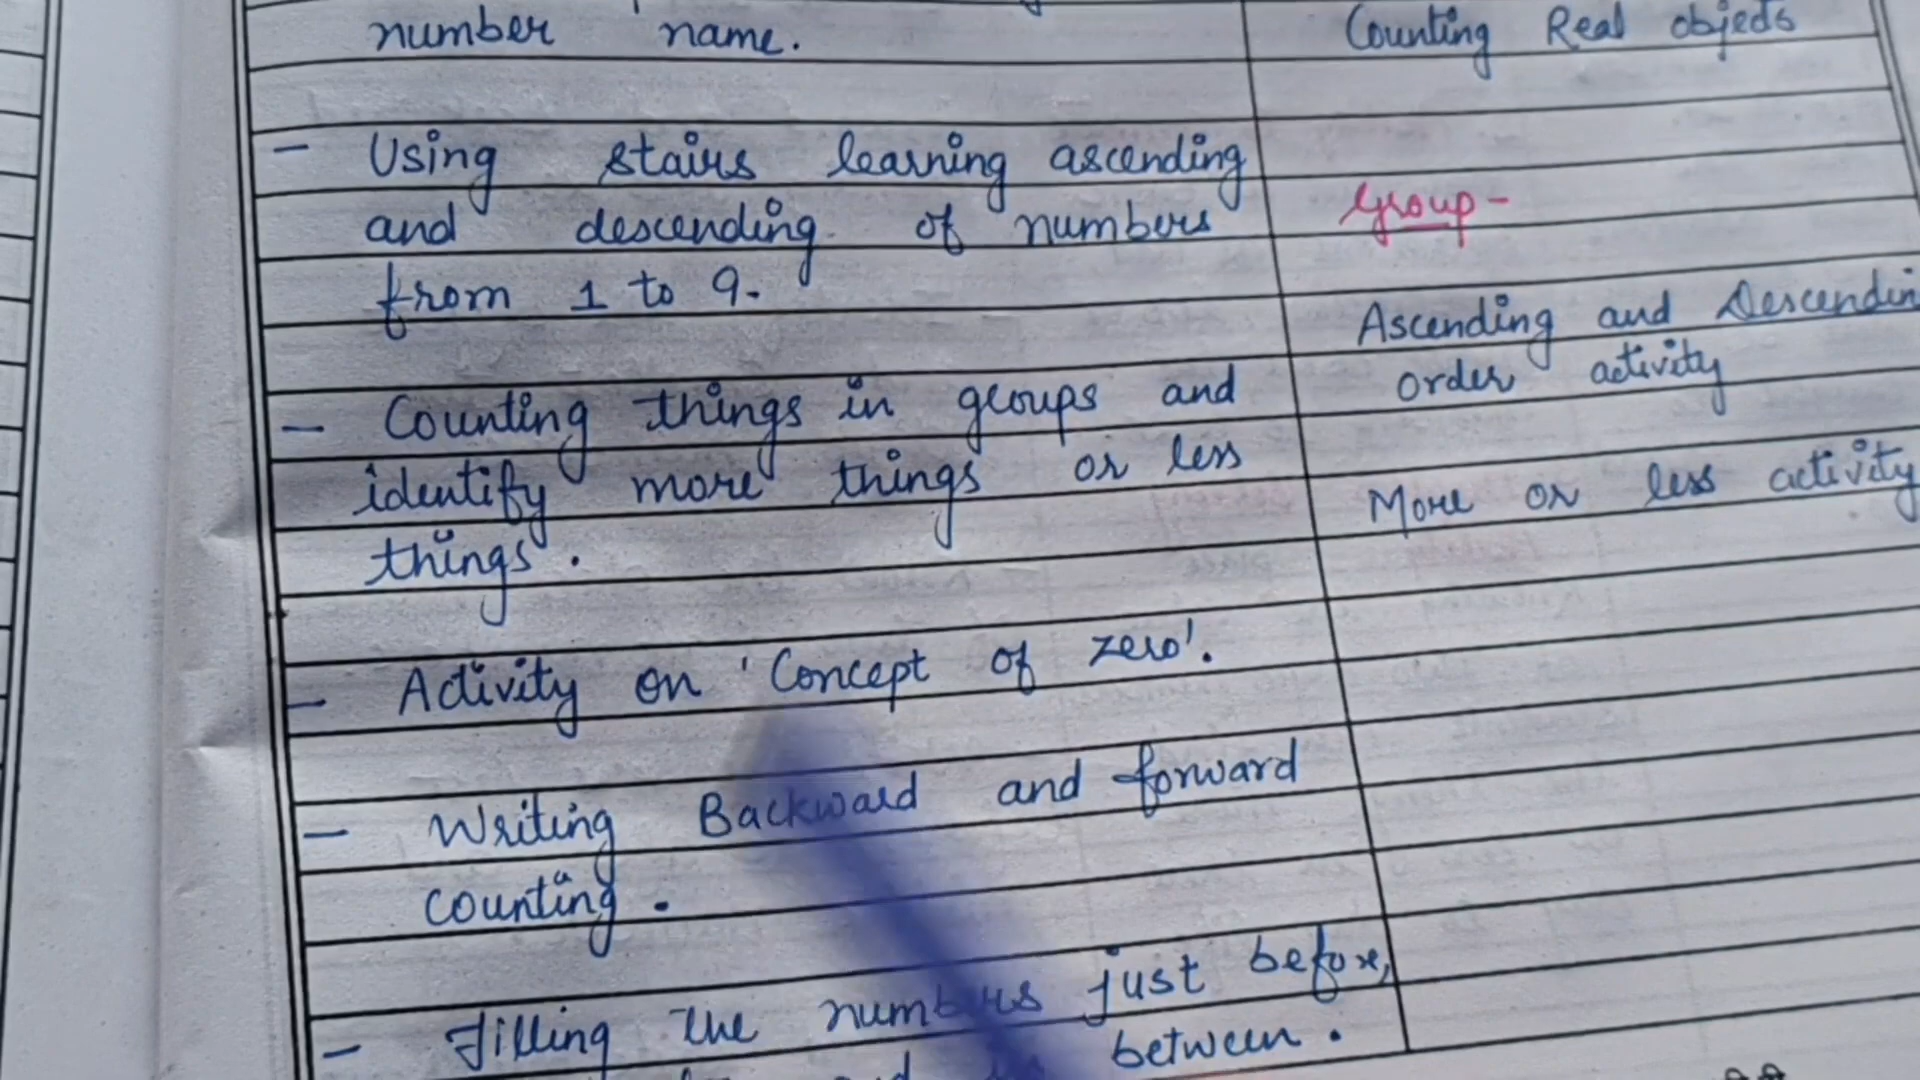 number name.
- Using stairs learning ascending
and descending of numbers
from 1 to 9.
- Counting things in groups and
identify more things or less
things.
- Activity on 'Concept of zero'.
- Writing Backward and forward
counting.
- Filling the numbers just before,
between.
Counting Real objects
Group-
Ascending and Descendin
order activity
More or less activity